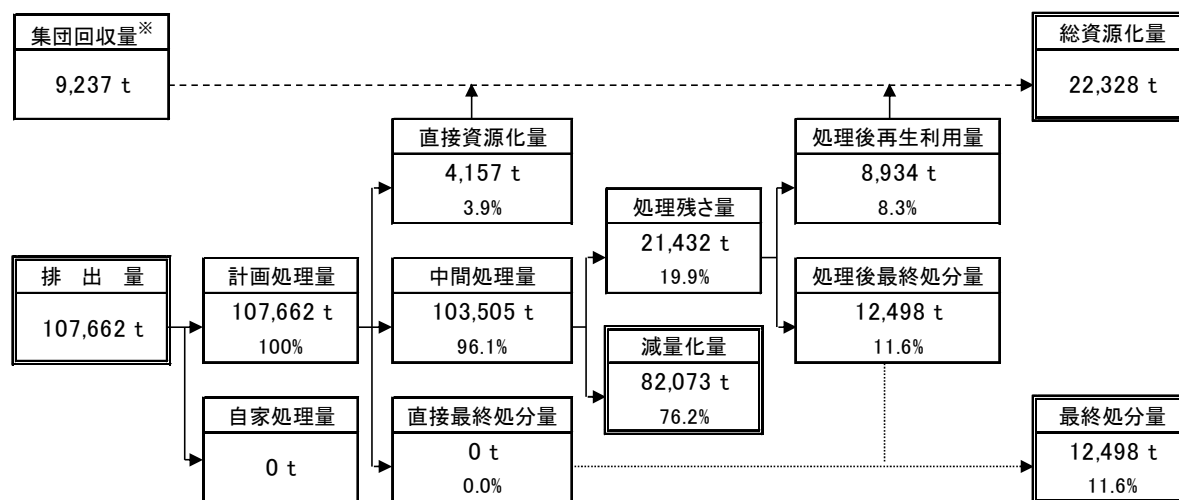 集団回収量※
9,237 t
総資源化量
22,328 t
直接資源化量
4,157 t
3.9%
処理後再生利用量
8,934 t
8.3%
処理残さ量
21,432 t
19.9%
排 出 量
107,662 t
計画処理量
107,662 t
100%
中間処理量
103,505 t
96.1%
処理後最終処分量
12,498 t
11.6%
減量化量
82,073 t
76.2%
自家処理量
0 t
直接最終処分量
0 t
0.0%
最終処分量
12,498 t
11.6%